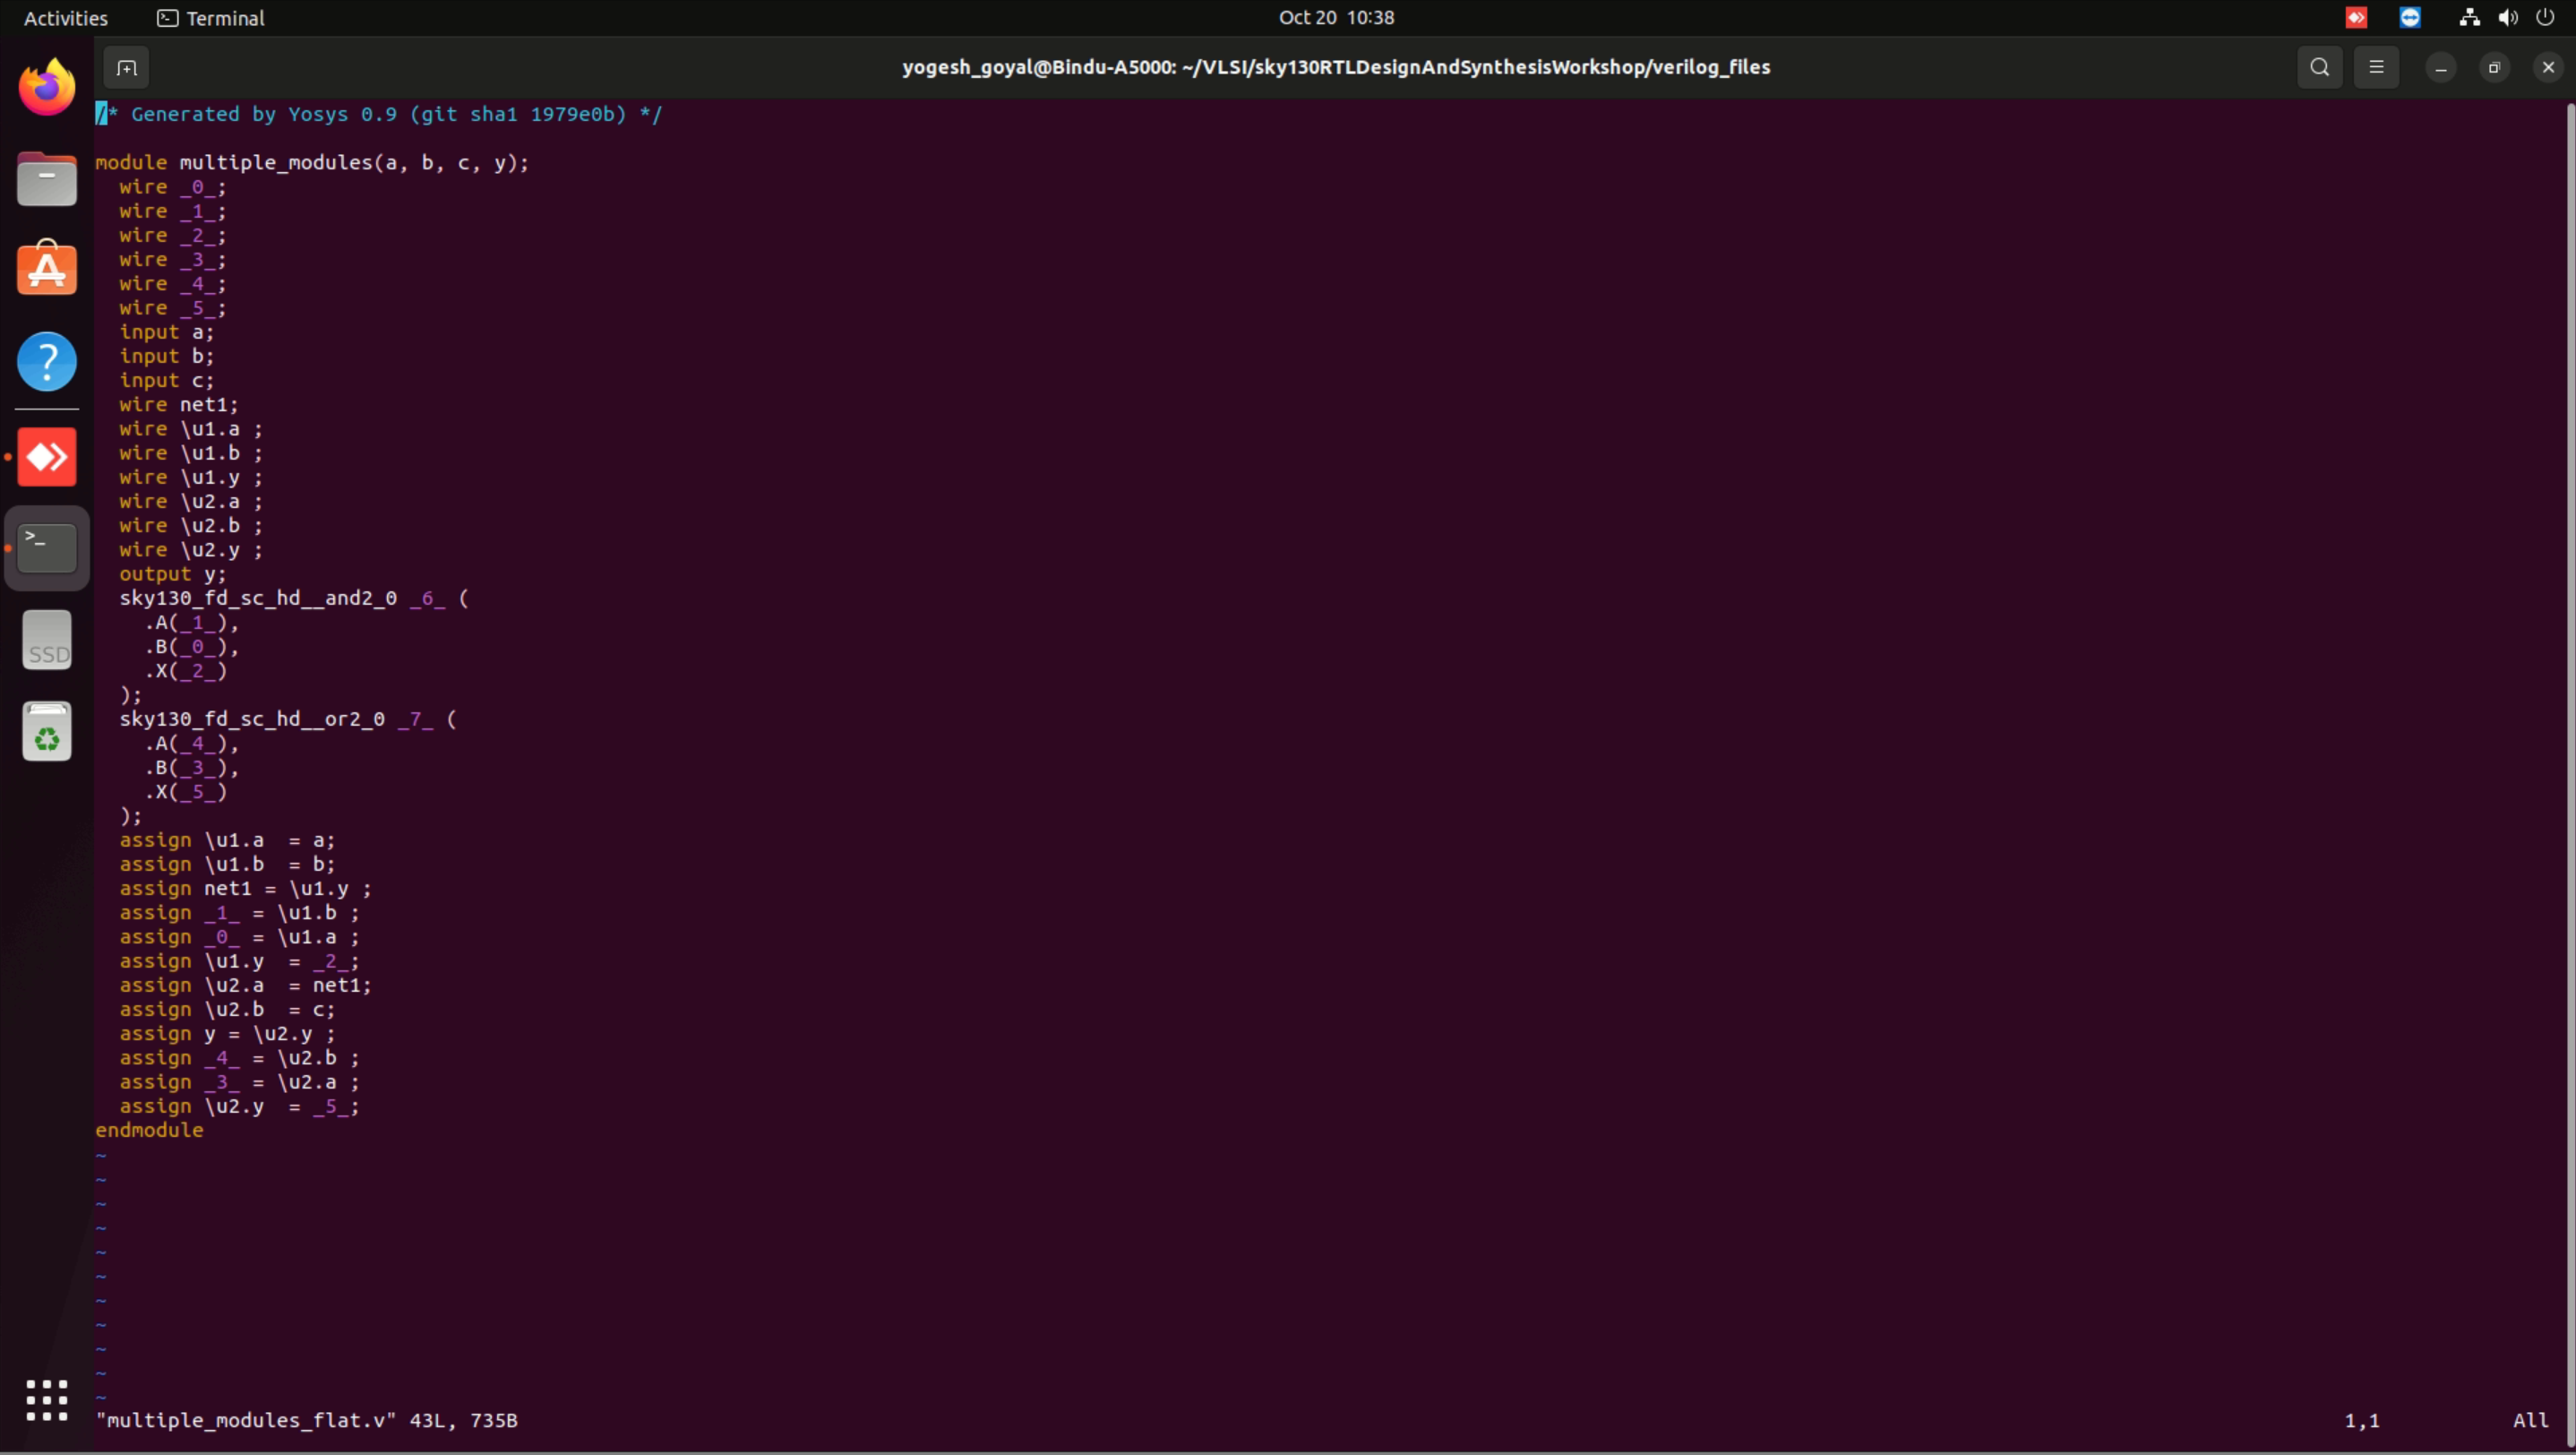 Activities Terminal Oct 20 10:38
yogesh_goyal@Bindu-A5000: ~/VLSI/sky130RTLDesignAndSynthesisWorkshop/verilog_files
/* Generated by Yosys 0.9 (git sha1 1979e0b) */
module multiple_modules(a, b, c, y);
  wire _0_;
  wire _1_;
  wire _2_;
  wire _3_;
  wire _4_;
  wire _5_;
  input a;
  input b;
  input c;
  wire net1;
  wire \u1.a ;
  wire \u1.b ;
  wire \u1.y ;
  wire \u2.a ;
  wire \u2.b ;
  wire \u2.y ;
  output y;
  sky130_fd_sc_hd__and2_0 _6_ (
    .A(_1_),
    .B(_0_),
    .X(_2_)
  );
  sky130_fd_sc_hd__or2_0 _7_ (
    .A(_4_),
    .B(_3_),
    .X(_5_)
  );
  assign \u1.a  = a;
  assign \u1.b  = b;
  assign net1 = \u1.y ;
  assign _1_ = \u1.b ;
  assign _0_ = \u1.a ;
  assign \u1.y  = _2_;
  assign \u2.a  = net1;
  assign \u2.b  = c;
  assign y = \u2.y ;
  assign _4_ = \u2.b ;
  assign _3_ = \u2.a ;
  assign \u2.y  = _5_;
endmodule
~
~
~
~
~
~
~
~
~
~
~
"multiple_modules_flat.v" 43L, 735B 1,1 All
SSD